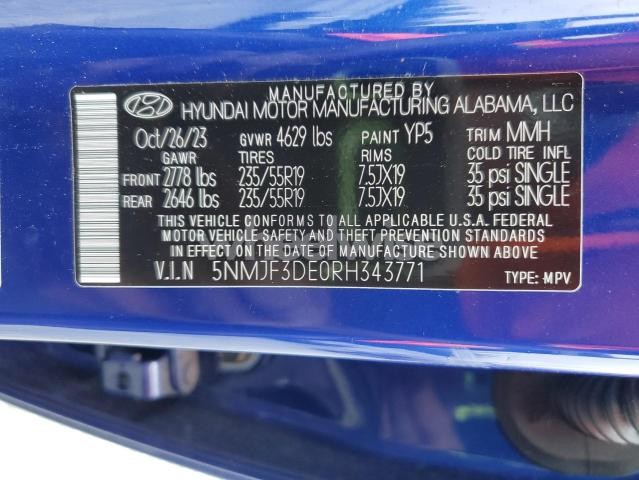 MANUFACTURED BY
HYUNDAI MOTOR MANUFACTURING ALABAMA, LLC
Oct/26/23 GVWR 4629 lbs PAINT YP5 TRIM MMH
GAWR TIRES RIMS COLD TIRE INFL
FRONT 2778 lbs 235/55R19 7.5JX19 35 psi SINGLE
REAR 2646 lbs 235/55R19 7.5JX19 35 psi SINGLE
THIS VEHICLE CONFORMS TO ALL APPLICABLE U.S.A. FEDERAL
MOTOR VEHICLE SAFETY AND THEFT PREVENTION STANDARDS
IN EFFECT ON THE DATE OF MANUFACTURE SHOWN ABOVE
V.I.N 5NMJF3DE0RH343771 TYPE: MPV